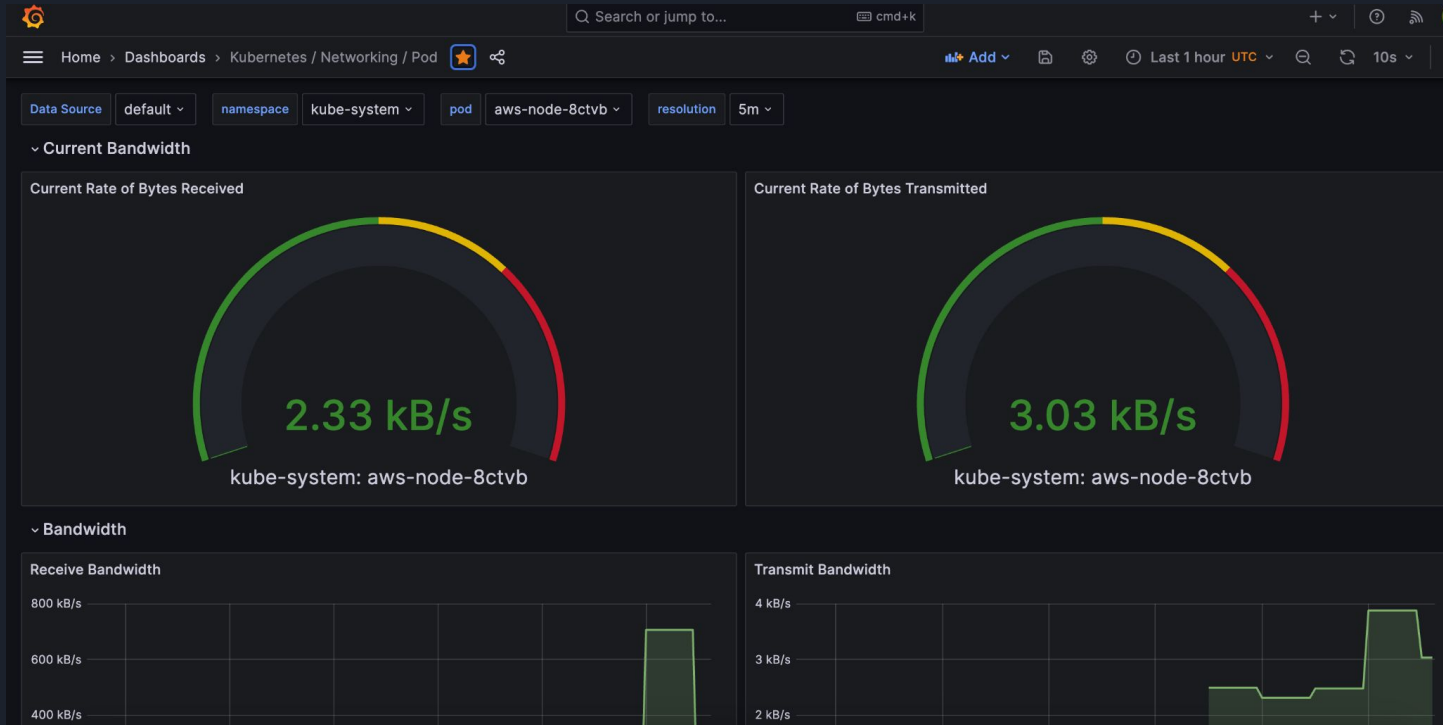 Search or jump to... cmd+k
Home › Dashboards › Kubernetes / Networking / Pod Add Last 1 hour UTC 10s
Data Source default namespace kube-system pod aws-node-8ctvb resolution 5m
Current Bandwidth
Current Rate of Bytes Received
2.33 kB/s
kube-system: aws-node-8ctvb
Current Rate of Bytes Transmitted
3.03 kB/s
kube-system: aws-node-8ctvb
Bandwidth
Receive Bandwidth
800 kB/s
600 kB/s
400 kB/s
Transmit Bandwidth
4 kB/s
3 kB/s
2 kB/s